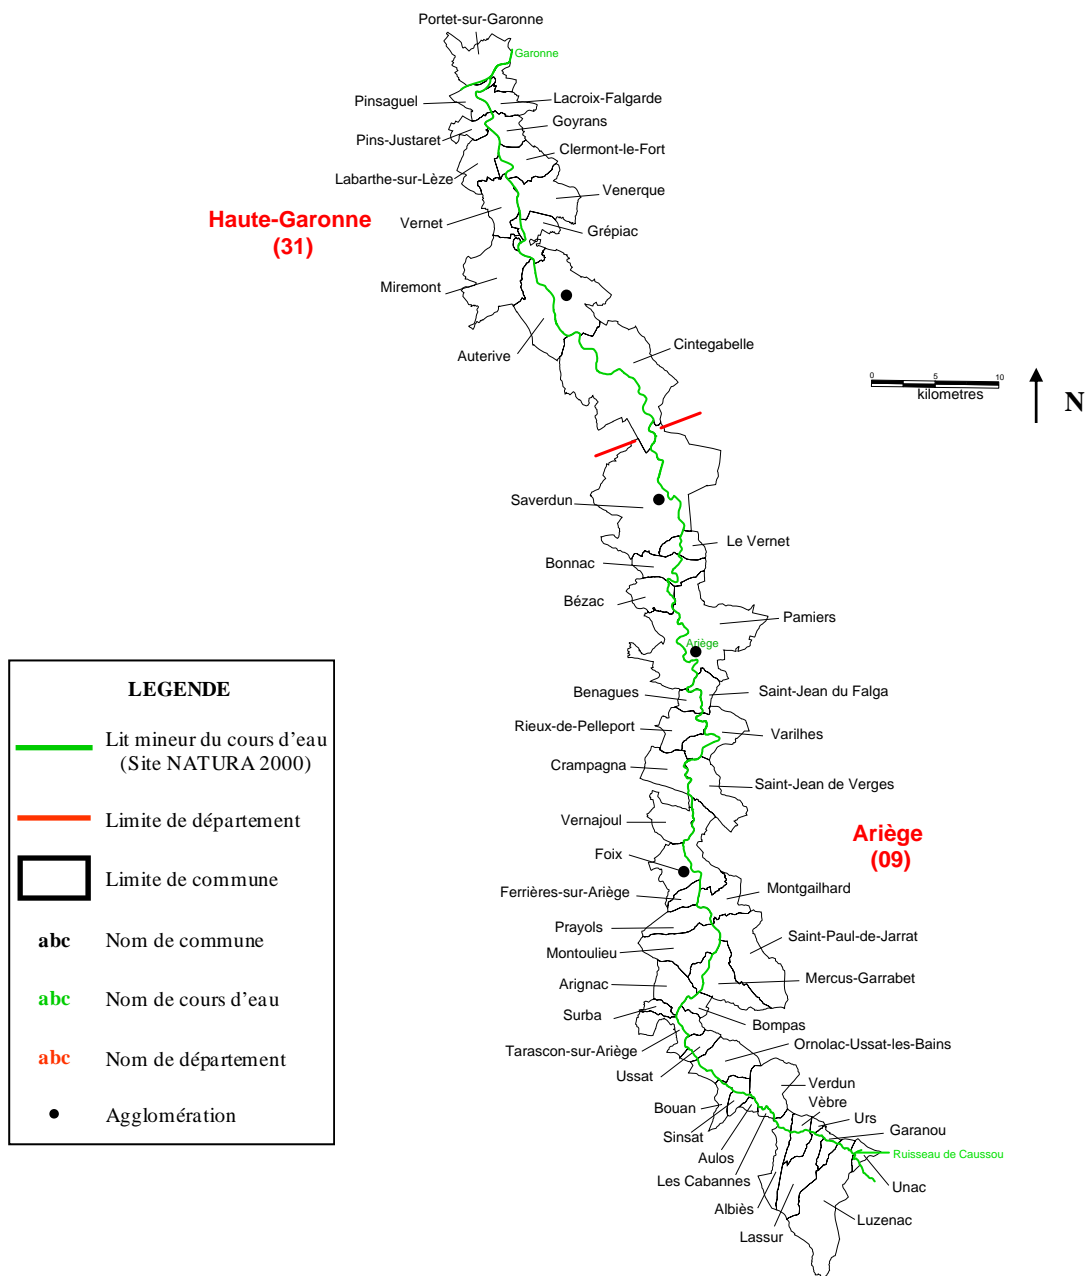 Portet-sur-Garonne
Garonne
Pinsaguel
Lacroix-Falgarde
Goyrans
Pins-Justaret
Clermont-le-Fort
Labarthe-sur-Lèze
Venerque
Haute-Garonne
(31)
Vernet
Grépiac
Miremont
Auterive
Cintegabelle
0 5 10
kilometres
N
Saverdun
Le Vernet
Bonnac
Bézac
Pamiers
Ariège
Benagues
Saint-Jean du Falga
Rieux-de-Pelleport
Varilhes
Crampagna
Saint-Jean de Verges
Vernajoul
Ariège
(09)
Foix
Ferrières-sur-Ariège
Montgailhard
Prayols
Saint-Paul-de-Jarrat
Montoulieu
Mercus-Garrabet
Arignac
Surba
Bompas
Tarascon-sur-Ariège
Ornolac-Ussat-les-Bains
Ussat
Verdun
Bouan
Vèbre
Sinsat
Urs
Garanou
Aulos
Ruisseau de Caussou
Les Cabannes
Unac
Albiès
Luzenac
Lassur
LEGENDE
Lit mineur du cours d'eau
(Site NATURA 2000)
Limite de département
Limite de commune
abc Nom de commune
abc Nom de cours d'eau
abc Nom de département
Agglomération